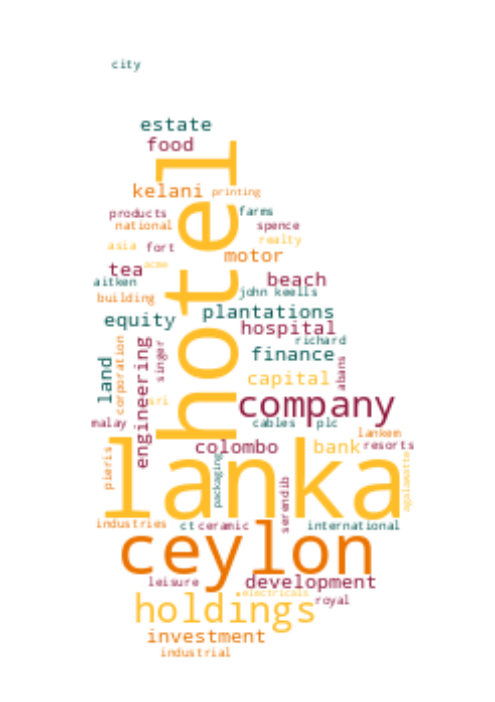 city
estate
food
hotel
kelani
printing
products
farms
national
spence
asia
fort
realty
motor
tea
acme
aitken
beach
building
john keells
plantations
equity
hospital
richard
corporation
engineering
singer
finance
land
abans
capital
sri
company
malay
cables
plc
lankem
colombo
bank
resorts
pieris
lanka
packaging
serendib
agalawatte
industries
ct
ceramic
international
ceylon
leisure
development
electricals
holdings
royal
investment
industrial